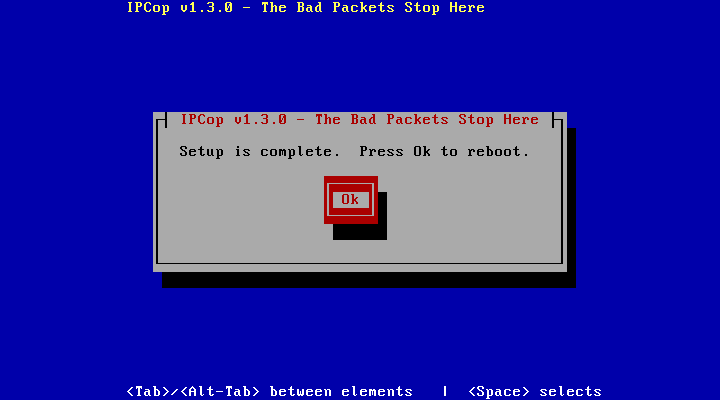 IPCop v1.3.0 - The Bad Packets Stop Here
IPCop v1.3.0 - The Bad Packets Stop Here
Setup is complete.  Press Ok to reboot.
Ok
<Tab>/<Alt-Tab> between elements   |  <Space> selects